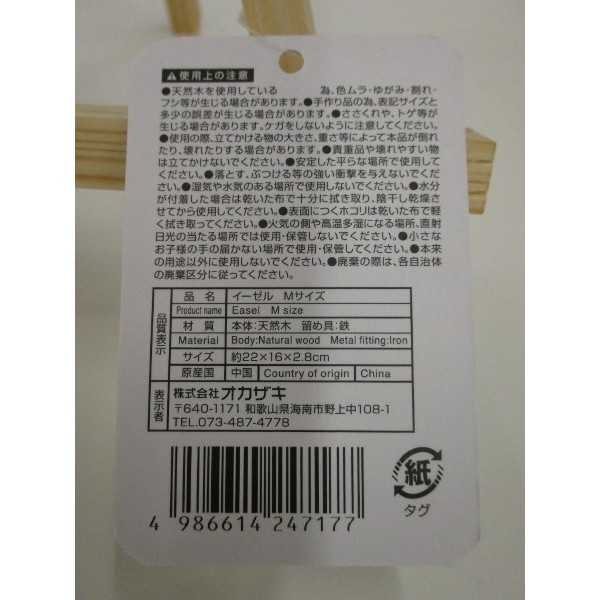 ⚠使用上の注意
●天然木を使用している 為、色ムラ・ゆがみ・割れ・
フシ等が生じる場合があります。●手作り品の為、表記サイズと
多少の誤差が生じる場合があります。●ささくれや、トゲ等が
生じる場合があります。ケガをしないように注意してください。
●使用の際、立てかける物の大きさ、重さ等によって本品が倒れ
たり、壊れたりする場合があります。●貴重品や壊れやすい物
は立てかけないでください。●安定した平らな場所で使用して
ください。●落とす、ぶつける等の強い衝撃を与えないでくださ
い。●湿気や水気のある場所で使用しないでください。●水分
が付着した場合は乾いた布で十分に拭き取り、陰干し乾燥
させてから使用してください。●表面につくホコリは乾いた布で軽
く拭き取ってください。●火気の側や高温多湿になる場所、直射
日光の当たる場所では使用・保管しないでください。●小さな
お子様の手の届かない場所で使用・保管してください。●本来
の用途以外に使用しないでください。●廃棄の際は、各自治体
の廃棄区分に従ってください。
品質表示
品 名 イーゼル Mサイズ
Product name Easel M size
材 質 本体:天然木 留め具:鉄
Material Body:Natural wood Metal fitting:Iron
サイズ 約22×16×2.8cm
原産国 中国 Country of origin China
表示者
株式会社オカザキ
〒640-1171 和歌山県海南市野上中108-1
TEL.073-487-4778
紙
タグ
4 986614 247177